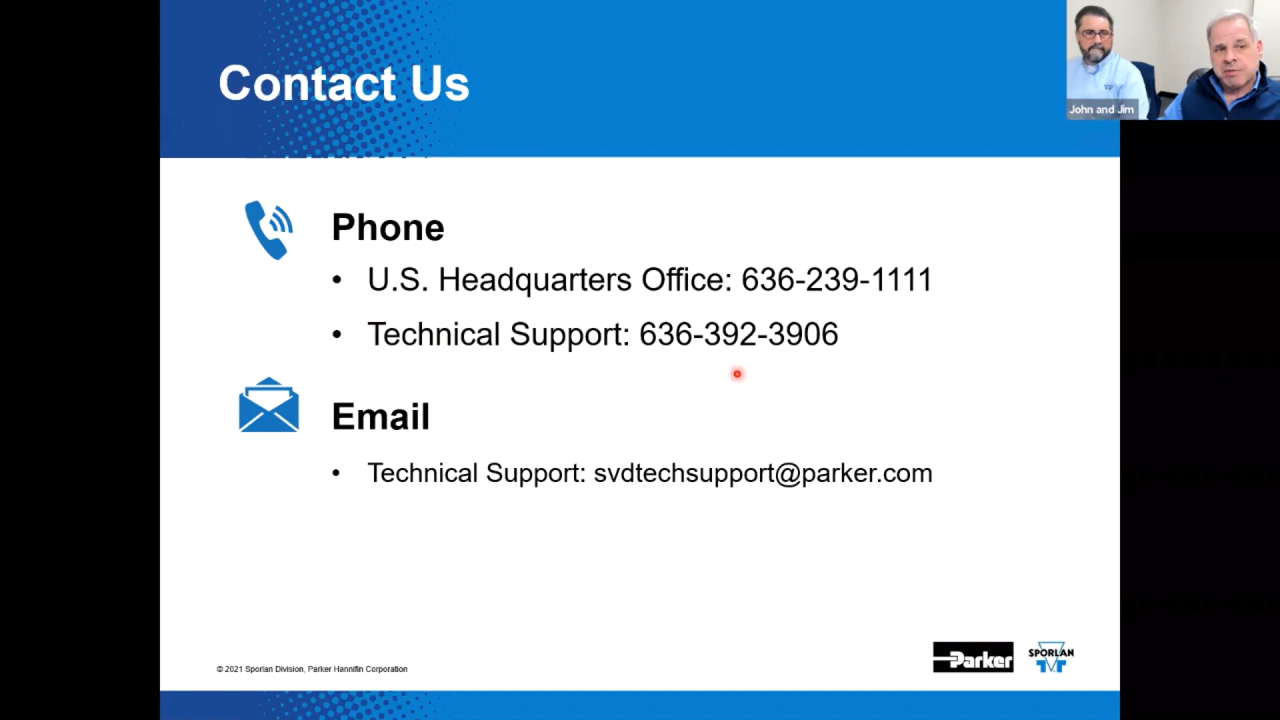 Contact Us
John and Jim
Phone
• U.S. Headquarters Office: 636-239-1111
• Technical Support: 636-392-3906
Email
• Technical Support: svdtechsupport@parker.com
© 2021 Sporlan Division, Parker Hannifin Corporation
Parker
SPORLAN